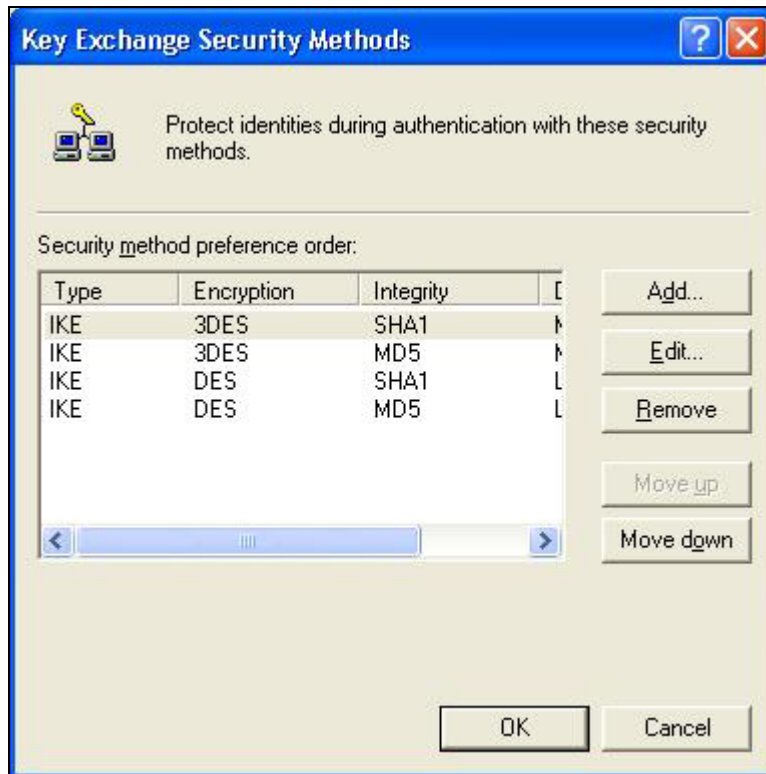 Key Exchange Security Methods
Protect identities during authentication with these security
methods.
Security method preference order:
Type Encryption Integrity
IKE 3DES SHA1
IKE 3DES MD5
IKE DES SHA1
IKE DES MD5
Add...
Edit...
Remove
Move up
Move down
OK Cancel